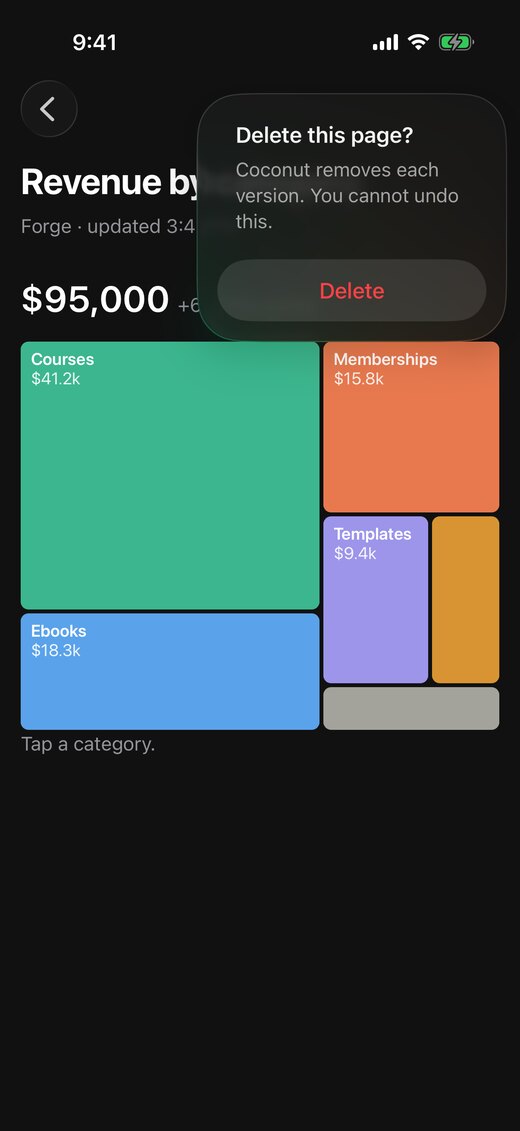 9:41
Delete this page?
Coconut removes each
version. You cannot undo
this.
Delete
Revenue by
Forge · updated 3:4
$95,000 +6
Courses
$41.2k
Memberships
$15.8k
Templates
$9.4k
Ebooks
$18.3k
Tap a category.